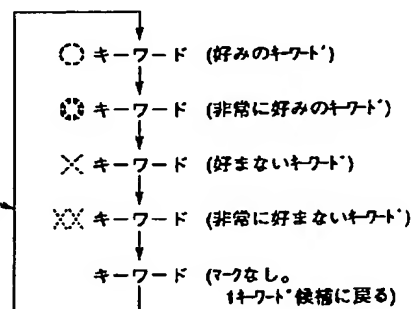 キーワード (好みのキーワード)
キーワード (非常に好みのキーワード)
キーワード (好まないキーワード)
キーワード (非常に好まないキーワード)
キーワード (マークなし。
1キーワード候補に戻る)